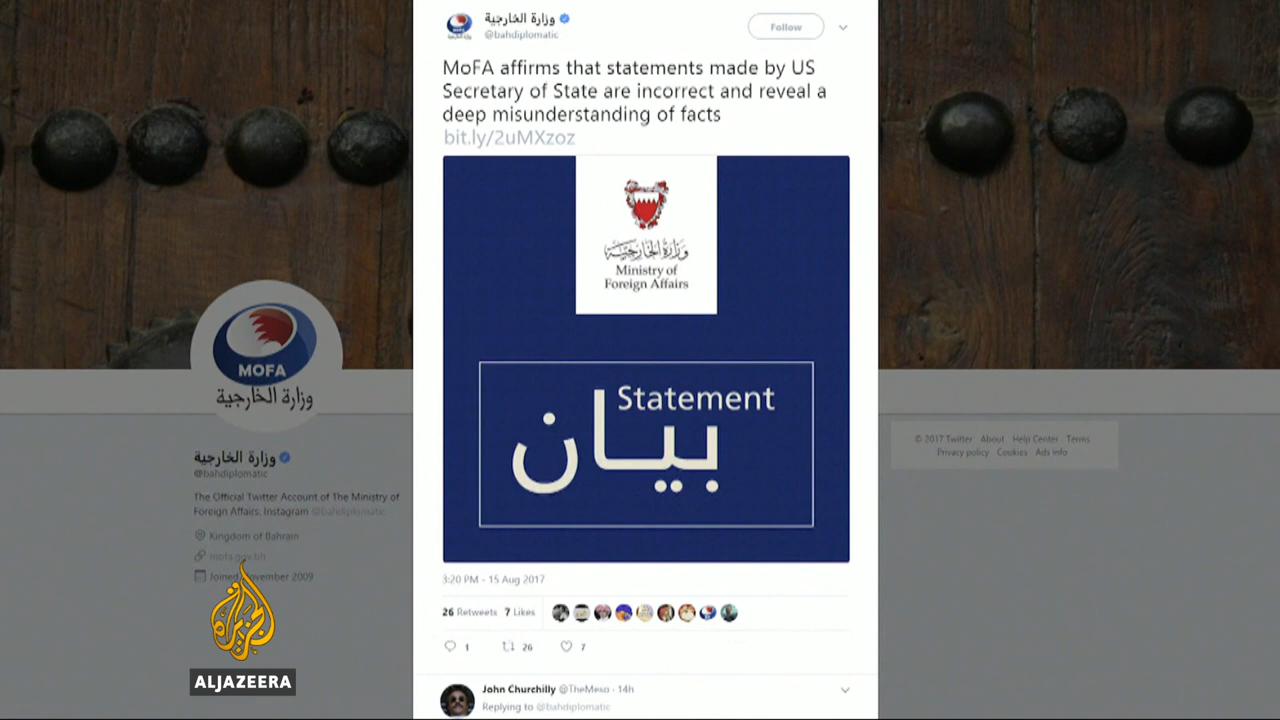 وزارة الخارجية
@bahdiplomatic
Follow
MoFA affirms that statements made by US
Secretary of State are incorrect and reveal a
deep misunderstanding of facts
bit.ly/2uMXzoz
وزارة الخارجية
Ministry of
Foreign Affairs
Statement
بيان
3:20 PM - 15 Aug 2017
26 Retweets 7 Likes
1 26 7
John Churchilly @TheMeso · 14h
Replying to @bahdiplomatic
MOFA
وزارة الخارجية
وزارة الخارجية
@bahdiplomatic
The Official Twitter Account of The Ministry of
Foreign Affairs. Instagram @bahdiplomatic
Kingdom of Bahrain
mofa.gov.bh
Joined November 2009
الجزيرة
ALJAZEERA
© 2017 Twitter About Help Center Terms
Privacy policy Cookies Ads info